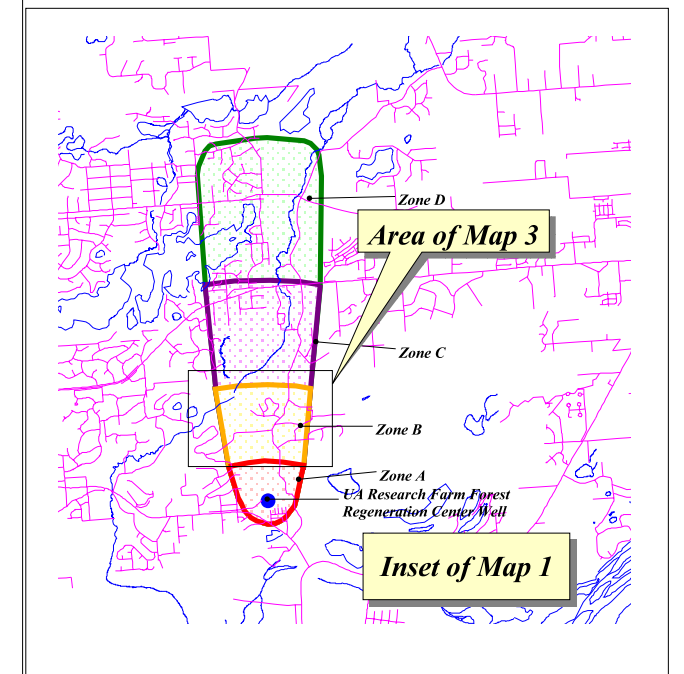 Zone D
Area of Map 3
Zone C
Zone B
Zone A
UA Research Farm Forest
Regeneration Center Well
Inset of Map 1